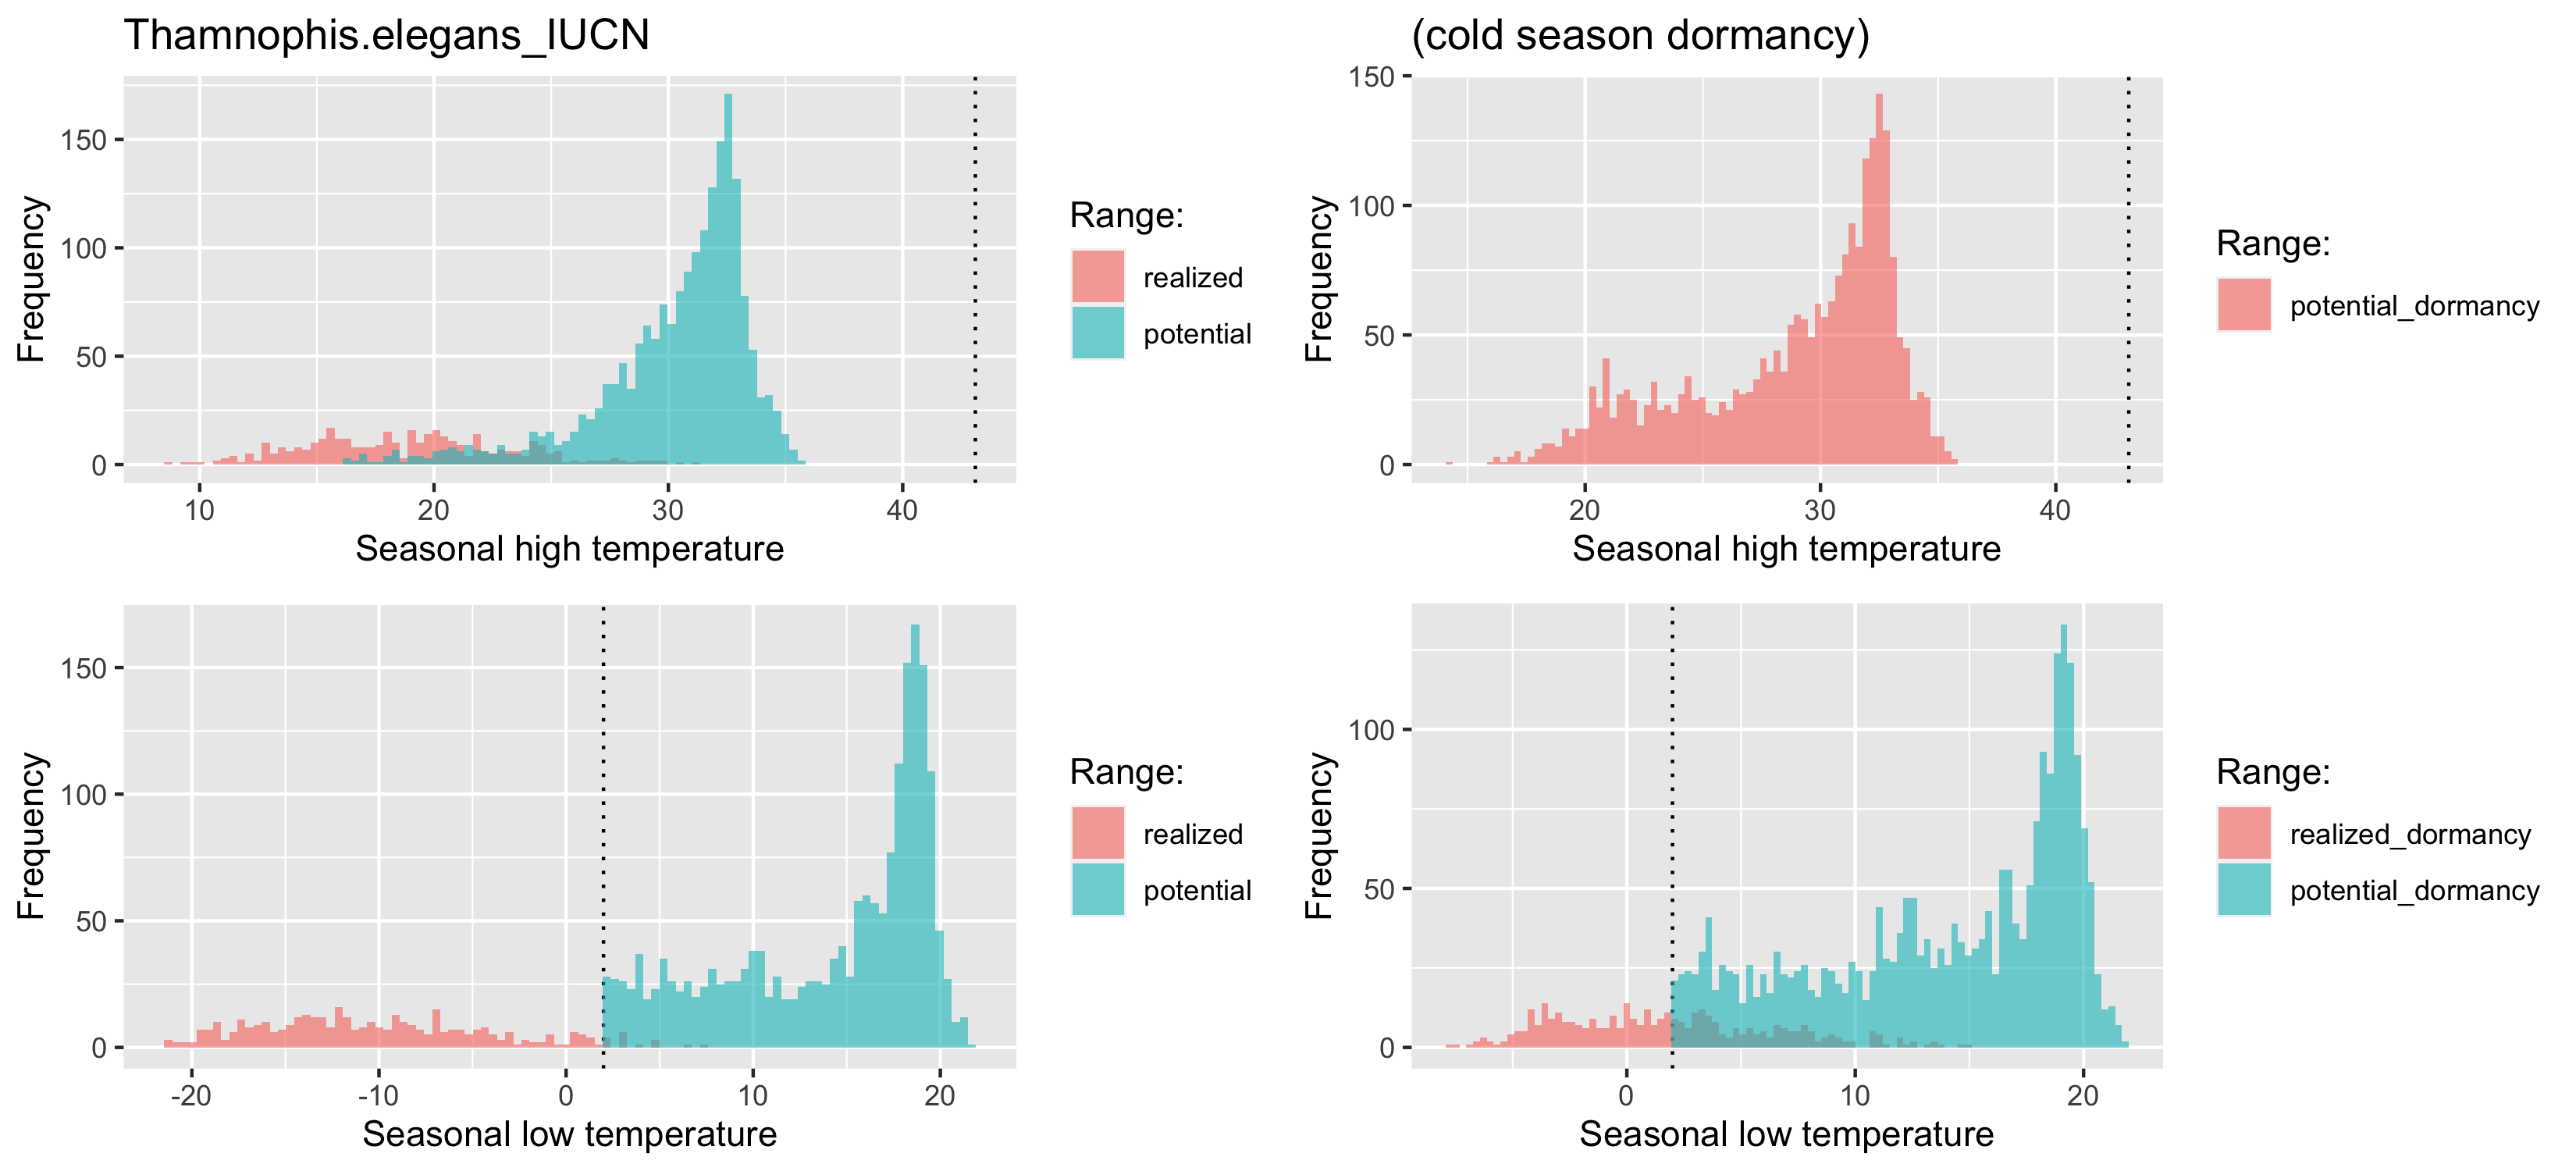 Thamnophis.elegans_IUCN
Frequency
150
100
50
0
10 20 30 40
Seasonal high temperature
Range:
realized
potential
(cold season dormancy)
Frequency
150
100
50
0
20 30 40
Seasonal high temperature
Range:
potential_dormancy
Frequency
150
100
50
0
-20 -10 0 10 20
Seasonal low temperature
Range:
realized
potential
Frequency
100
50
0
0 10 20
Seasonal low temperature
Range:
realized_dormancy
potential_dormancy